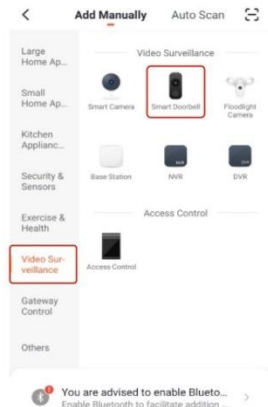 Add Manually Auto Scan
Large
Home Ap...
Small
Home Ap...
Kitchen
Applianc...
Security &
Sensors
Exercise &
Health
Video Sur-
veillance
Gateway
Control
Others
Video Surveillance
Smart Camera
Smart Doorbell
Floodlight
Camera
Base Station
NVR
DVR
Access Control
Access Control
You are advised to enable Blueto...
Enable Bluetooth to facilitate addition ...